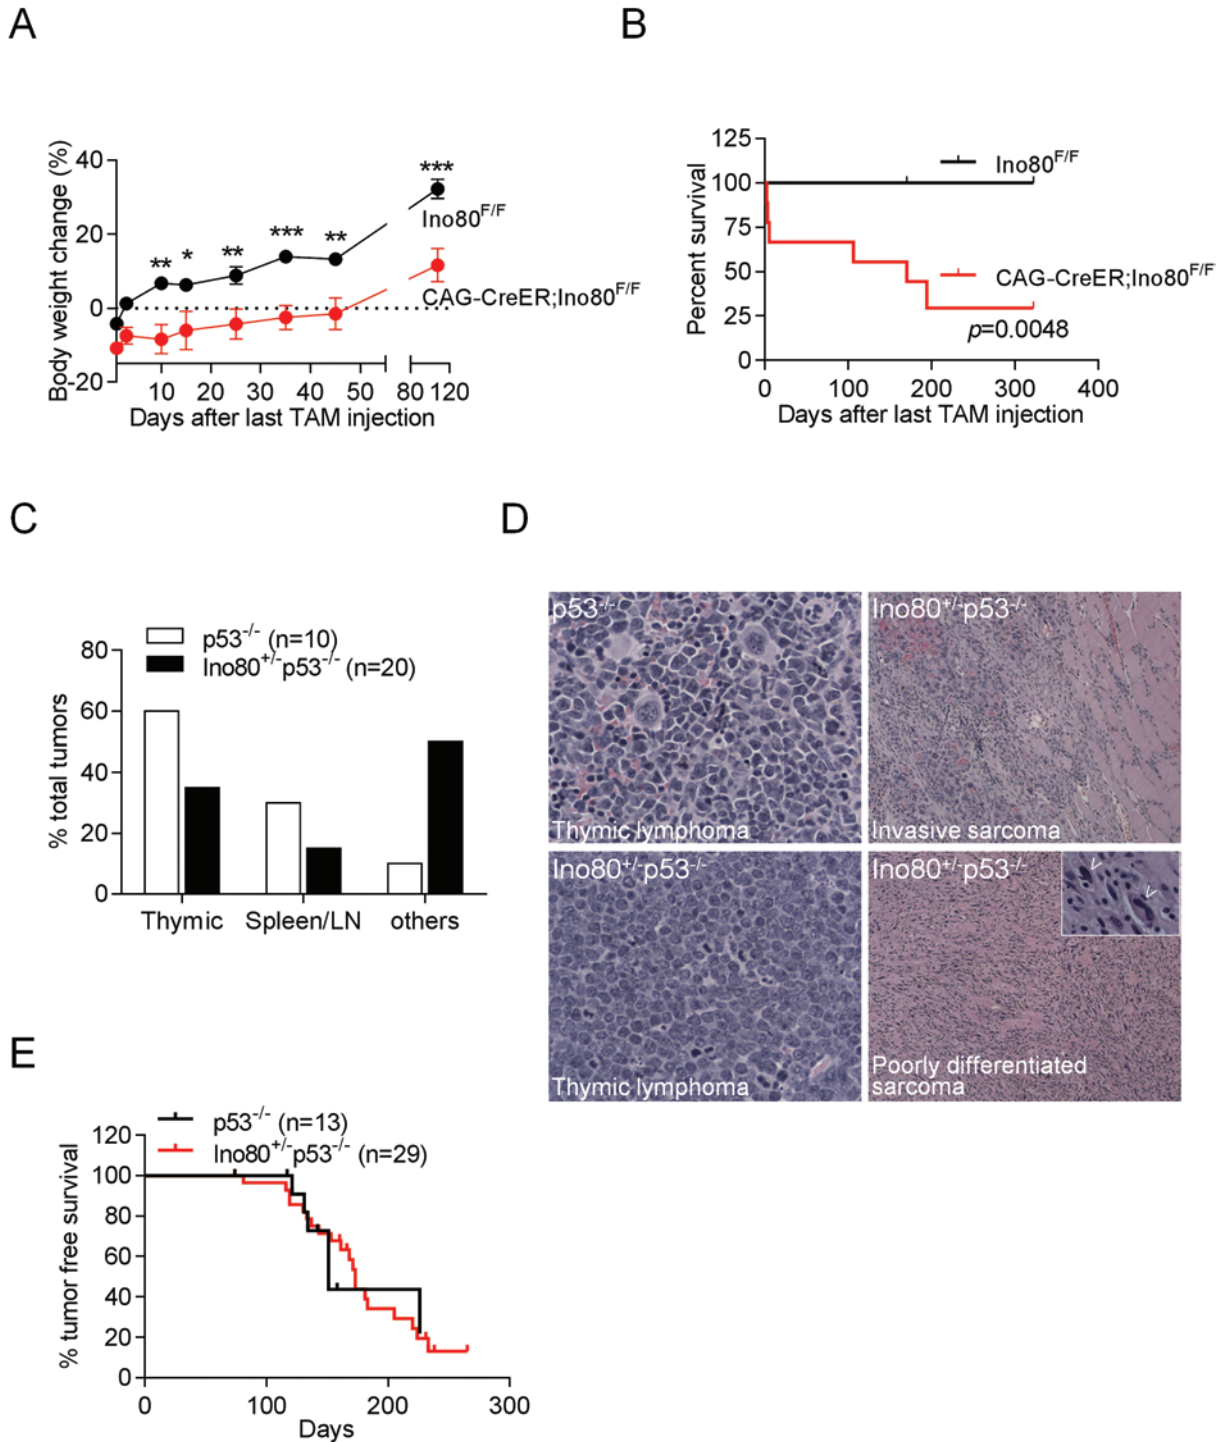 A
B
Body weight change (%)
40
20
0
-20
**
*
**
***
**
***
Ino80F/F
CAG-CreER;Ino80F/F
10 20 30 40 50 80 120
Days after last TAM injection
Percent survival
125
100
75
50
25
0
Ino80F/F
CAG-CreER;Ino80F/F
p=0.0048
0 100 200 300 400
Days after last TAM injection
C
D
% total tumors
80
60
40
20
0
p53-/- (n=10)
Ino80+/-p53-/- (n=20)
Thymic Spleen/LN others
p53-/-
Thymic lymphoma
Ino80+/-p53-/-
Invasive sarcoma
Ino80+/-p53-/-
Thymic lymphoma
Ino80+/-p53-/-
Poorly differentiated
sarcoma
E
% tumor free survival
120
100
80
60
40
20
0
p53-/- (n=13)
Ino80+/-p53-/- (n=29)
0 100 200 300
Days